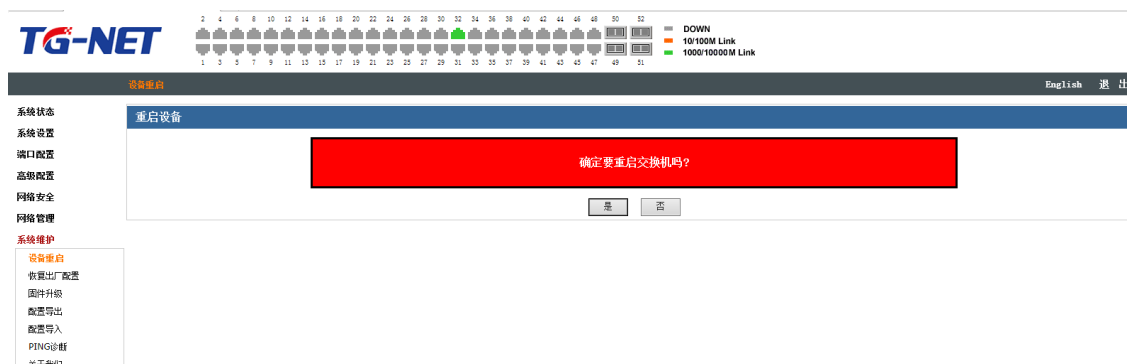 2 4 6 8 10 12 14 16 18 20 22 24 26 28 30 32 34 36 38 40 42 44 46 48 50 52
TG-NET
DOWN
10/100M Link
1000/10000M Link
1 3 5 7 9 11 13 15 17 19 21 23 25 27 29 31 33 35 37 39 41 43 45 47 49 51
设备重启 English 退 出
系统状态
系统设置
端口配置
高级配置
网络安全
网络管理
系统维护
设备重启
恢复出厂配置
固件升级
配置导出
配置导入
PING诊断
关于我们
重启设备
确定要重启交换机吗?
是 否